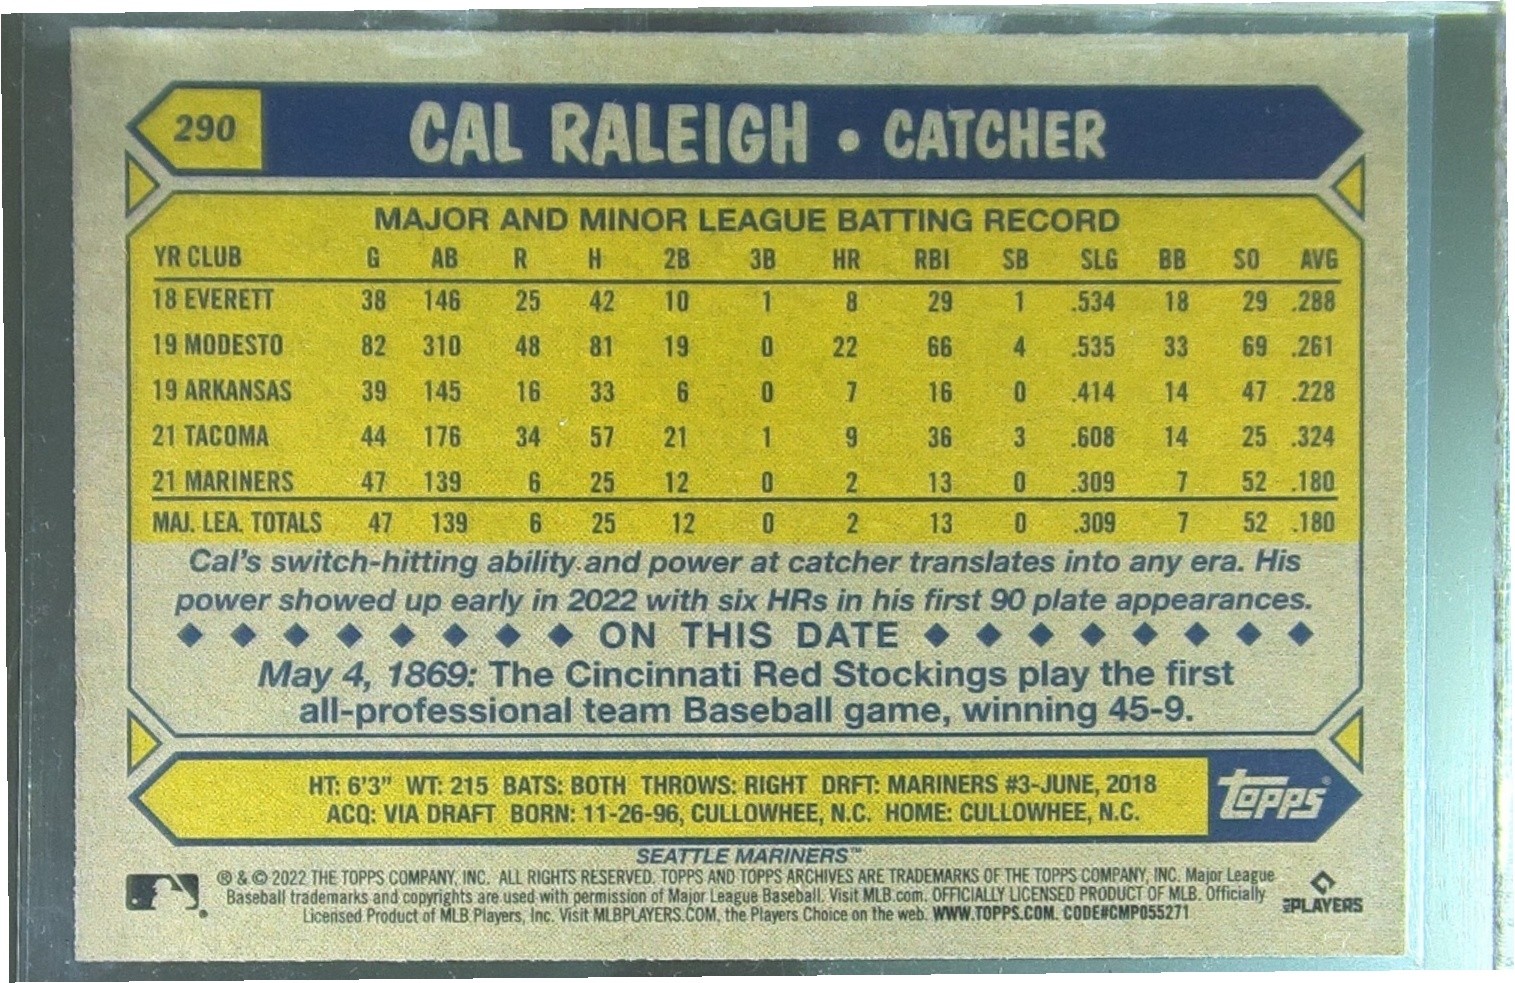 290 CAL RALEIGH • CATCHER
MAJOR AND MINOR LEAGUE BATTING RECORD
YR CLUB G AB R H 2B 3B HR RBI SB SLG BB SO AVG
18 EVERETT 38 146 25 42 10 1 8 29 1 .534 18 29 .288
19 MODESTO 82 310 48 81 19 0 22 66 4 .535 33 69 .261
19 ARKANSAS 39 145 16 33 6 0 7 16 0 .414 14 47 .228
21 TACOMA 44 176 34 57 21 1 9 36 3 .608 14 25 .324
21 MARINERS 47 139 6 25 12 0 2 13 0 .309 7 52 .180
MAJ. LEA. TOTALS 47 139 6 25 12 0 2 13 0 .309 7 52 .180
Cal's switch-hitting ability and power at catcher translates into any era. His
power showed up early in 2022 with six HRs in his first 90 plate appearances.
◆ ◆ ◆ ◆ ◆ ◆ ◆ ◆ ON THIS DATE ◆ ◆ ◆ ◆ ◆ ◆ ◆ ◆
May 4, 1869: The Cincinnati Red Stockings play the first
all-professional team Baseball game, winning 45-9.
HT: 6'3" WT: 215 BATS: BOTH THROWS: RIGHT DRFT: MARINERS #3-JUNE, 2018
ACQ: VIA DRAFT BORN: 11-26-96, CULLOWHEE, N.C. HOME: CULLOWHEE, N.C.
topps®
SEATTLE MARINERS™
® & © 2022 THE TOPPS COMPANY, INC. ALL RIGHTS RESERVED. TOPPS AND TOPPS ARCHIVES ARE TRADEMARKS OF THE TOPPS COMPANY, INC. Major League
Baseball trademarks and copyrights are used with permission of Major League Baseball. Visit MLB.com. OFFICIALLY LICENSED PRODUCT OF MLB. Officially
Licensed Product of MLB Players, Inc. Visit MLBPLAYERS.COM, the Players Choice on the web. WWW.TOPPS.COM. CODE#CMP055271
MLB PLAYERS